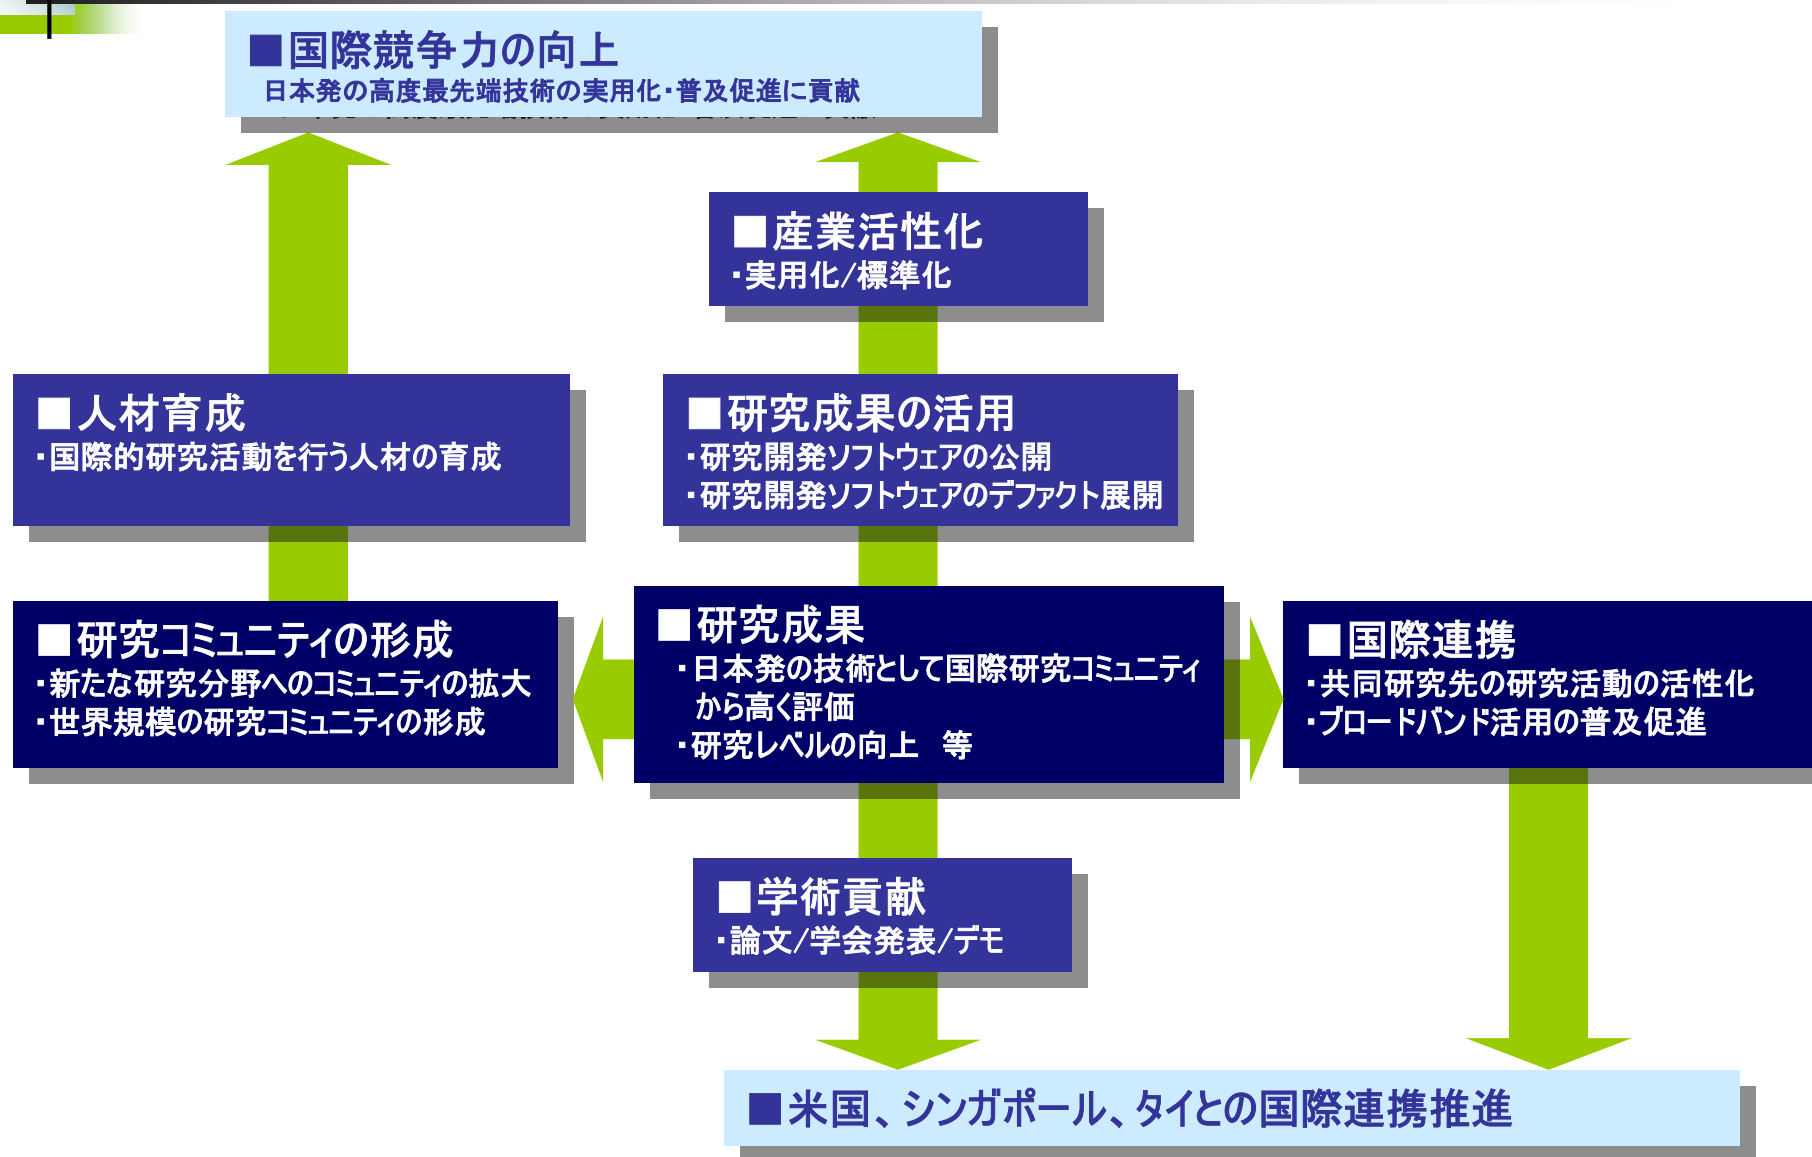 ■国際競争力の向上
日本発の高度最先端技術の実用化・普及促進に貢献
■産業活性化
・実用化/標準化
■人材育成
・国際的研究活動を行う人材の育成
■研究成果の活用
・研究開発ソフトウェアの公開
・研究開発ソフトウェアのデファクト展開
■研究コミュニティの形成
・新たな研究分野へのコミュニティの拡大
・世界規模の研究コミュニティの形成
■研究成果
・日本発の技術として国際研究コミュニティ
から高く評価
・研究レベルの向上　等
■国際連携
・共同研究先の研究活動の活性化
・ブロードバンド活用の普及促進
■学術貢献
・論文/学会発表/デモ
■米国、シンガポール、タイとの国際連携推進